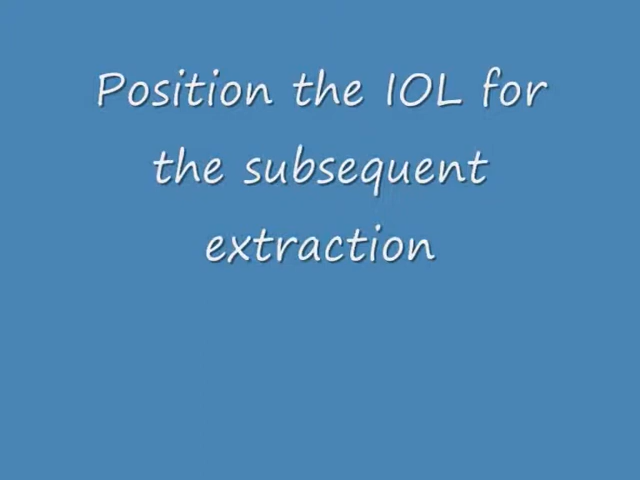 Position the IOL for
the subsequent
extraction